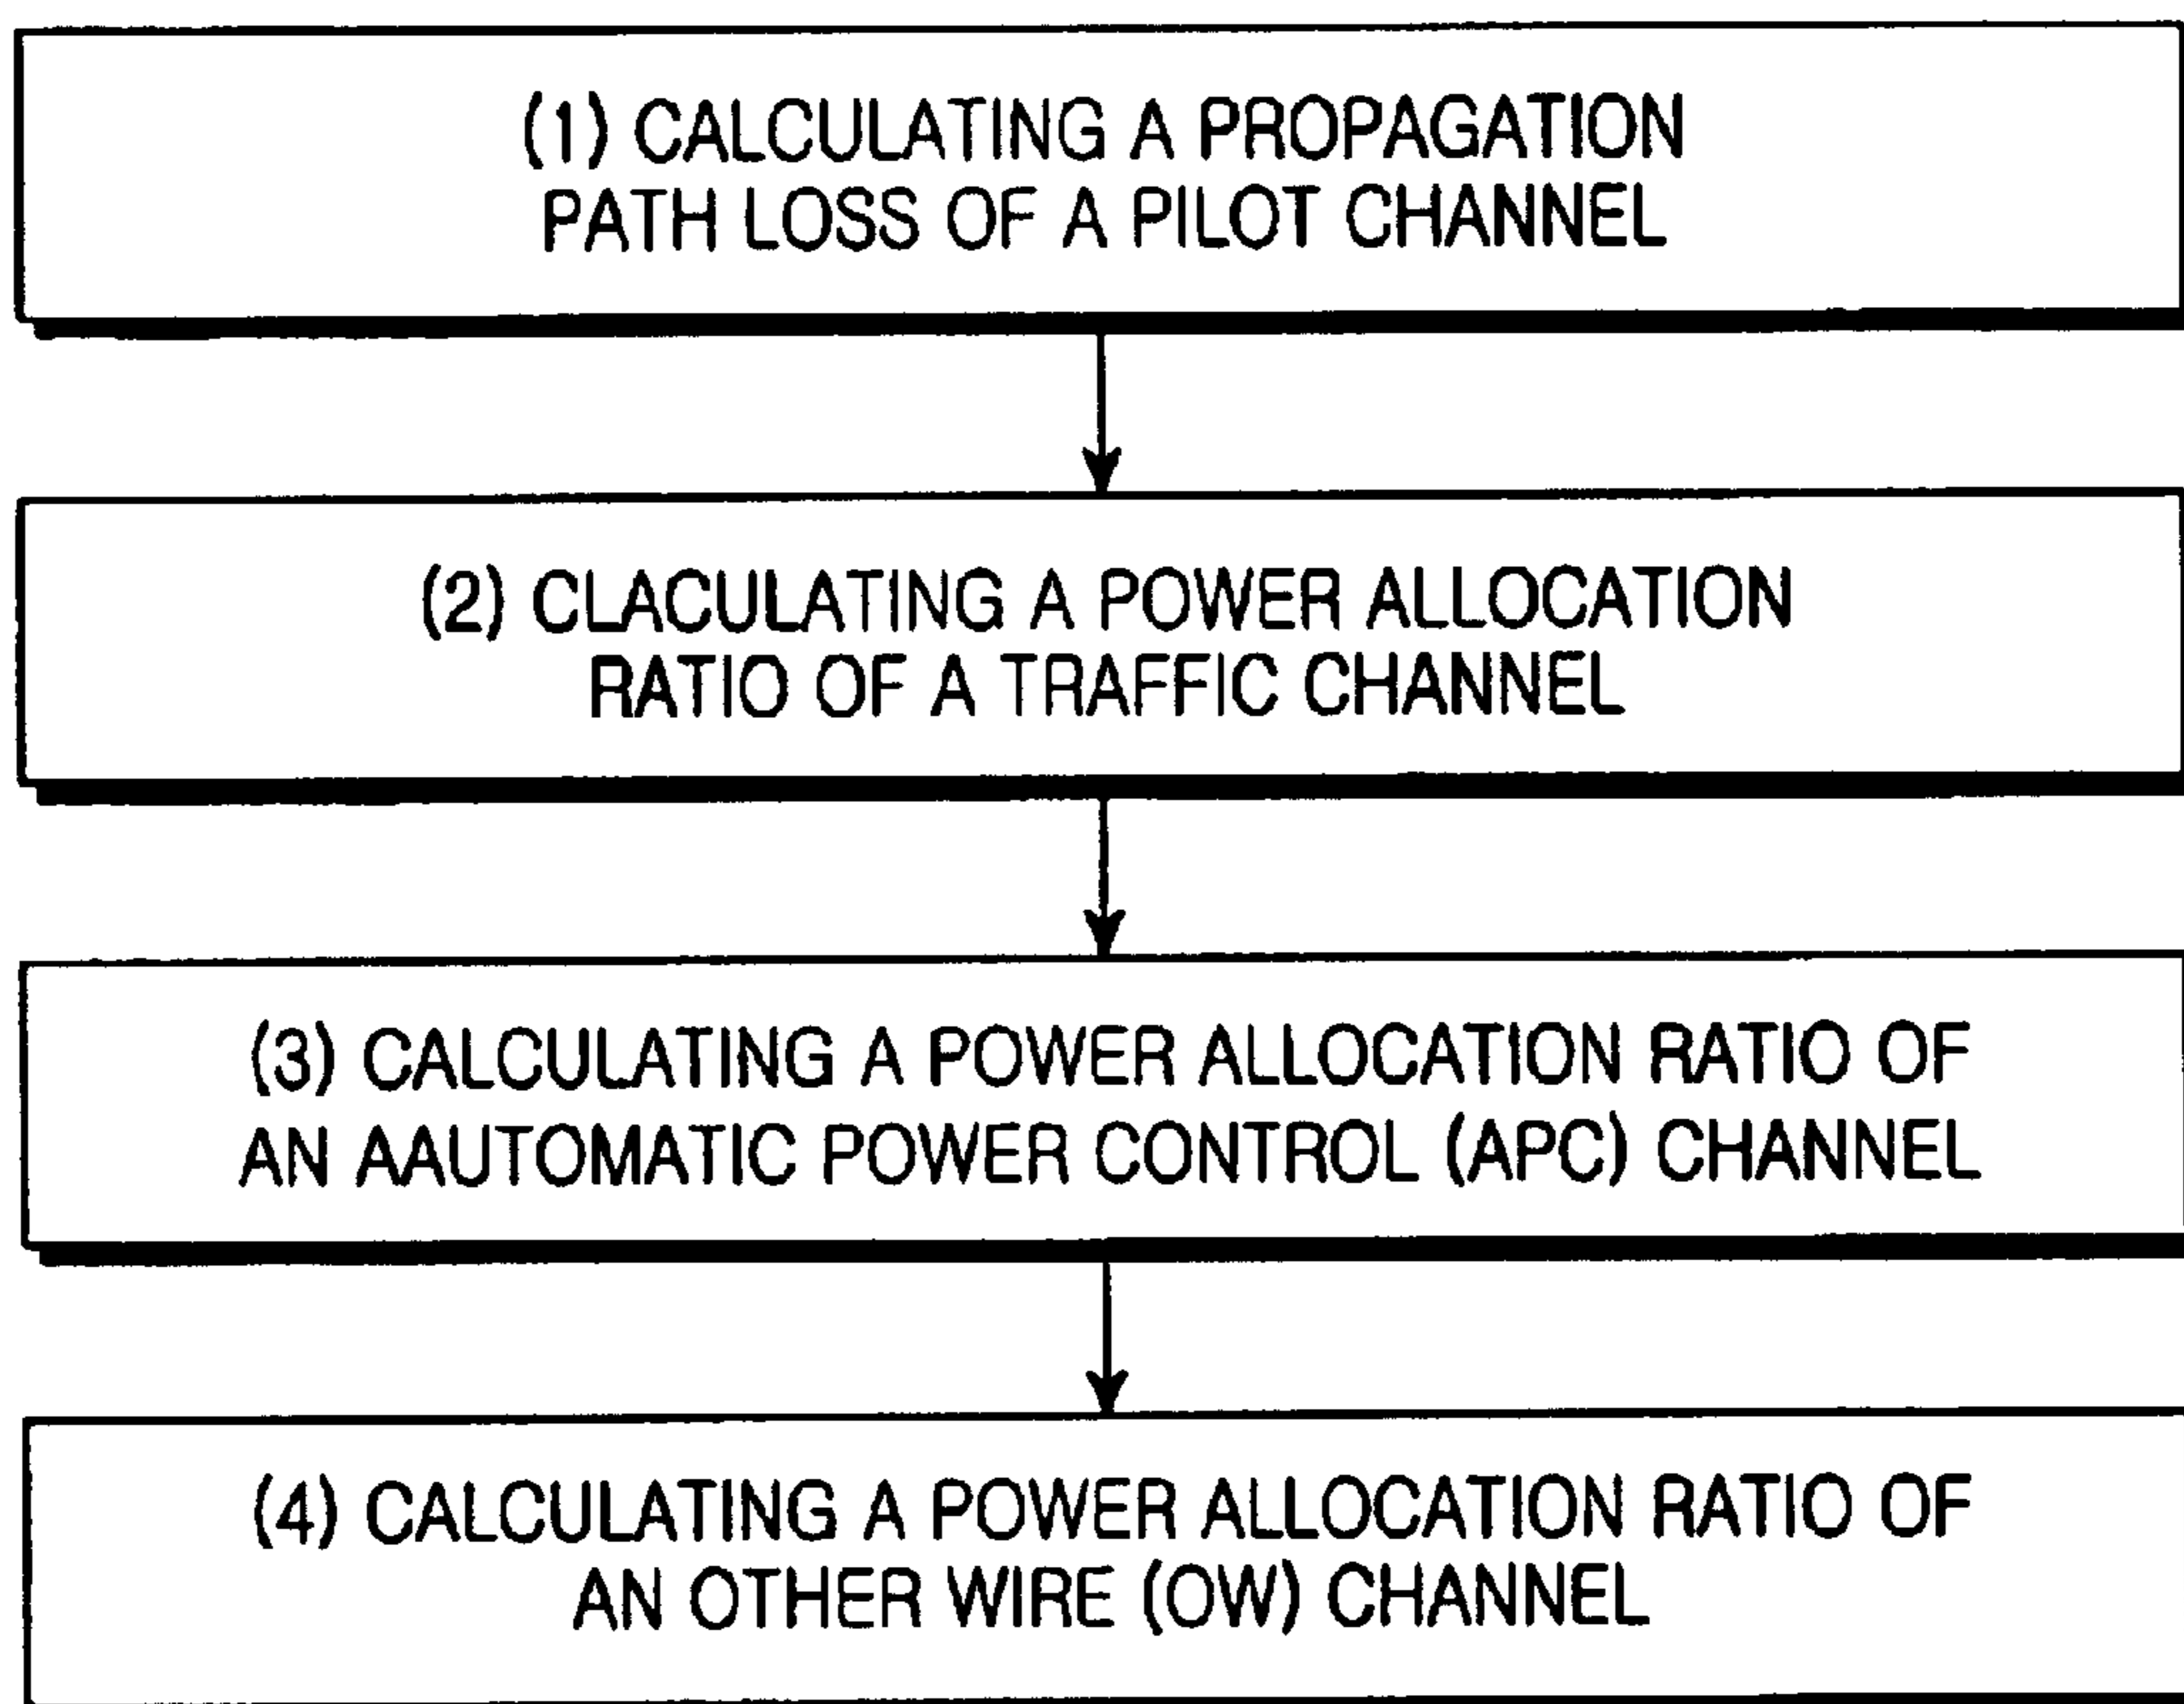 (1) CALCULATING A PROPAGATION
PATH LOSS OF A PILOT CHANNEL
(2) CLACULATING A POWER ALLOCATION
RATIO OF A TRAFFIC CHANNEL
(3) CALCULATING A POWER ALLOCATION RATIO OF
AN AAUTOMATIC POWER CONTROL (APC) CHANNEL
(4) CALCULATING A POWER ALLOCATION RATIO OF
AN OTHER WIRE (OW) CHANNEL